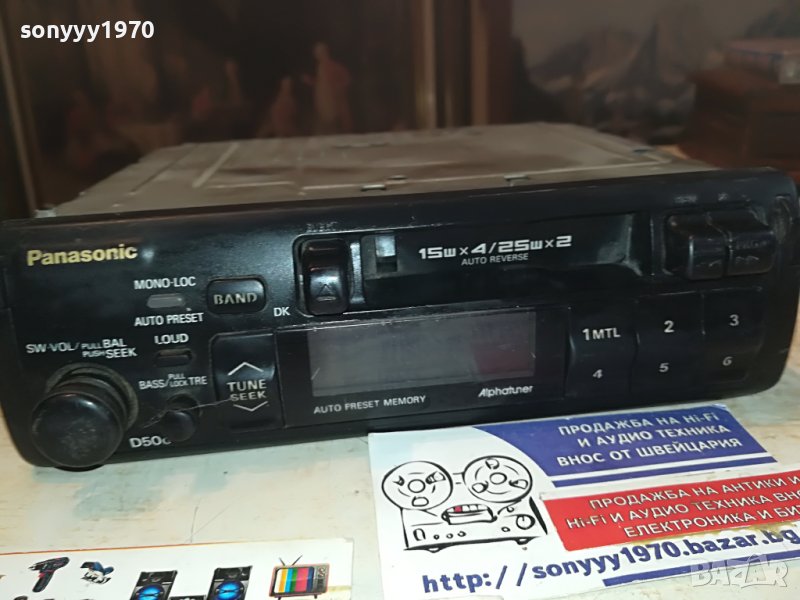 sonyyy1970
Panasonic
15W×4/25W×2
AUTO REVERSE
MONO·LOC
BAND
DK
AUTO PRESET
SW·VOL/PULL BAL
PUSH SEEK
LOUD
BASS/PULL LOCK TRE
TUNE
SEEK
AUTO PRESET MEMORY
Alphatuner
1 MTL
2
3
4
5
6
ПРОДАЖБА НА Hi-Fi
И АУДИО ТЕХНИКА
ВНОС ОТ ШВЕЙЦАРИЯ
ПРОДАЖБА НА АНТИКИ И
Hi-Fi И АУДИО ТЕХНИКА ВНО
ЕЛЕКТРОНИКА И БИ
http://sonyyy1970.bazar.bg
BAZAR